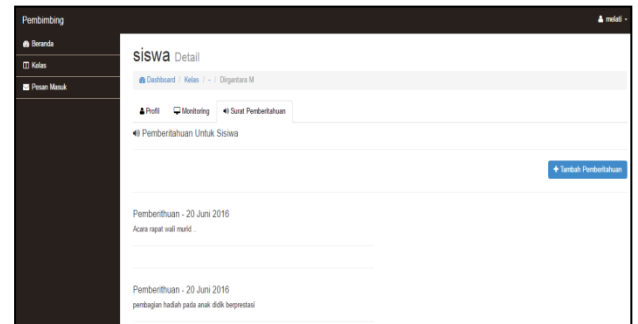 Pembimbing
melati
Beranda
Kelas
Pesan Masuk
siswa Detail
Dashboard / Kelas / - / Dirgantara M
Profil
Monitoring
Surat Pemberitahuan
Pemberitahuan Untuk Sisiwa
+ Tambah Pemberitahuan
Pemberithuan - 20 Juni 2016
Acara rapat wali murid ..
Pemberithuan - 20 Juni 2016
pembagian hadiah pada anak didik berprestasi